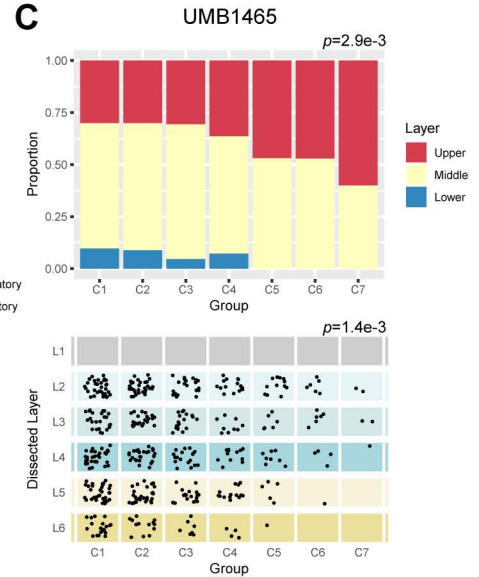 C
UMB1465
p=2.9e-3
1.00
0.75
0.50
0.25
0.00
Proportion
C1 C2 C3 C4 C5 C6 C7
Group
Layer
Upper
Middle
Lower
p=1.4e-3
Dissected Layer
L1
L2
L3
L4
L5
L6
C1 C2 C3 C4 C5 C6 C7
Group